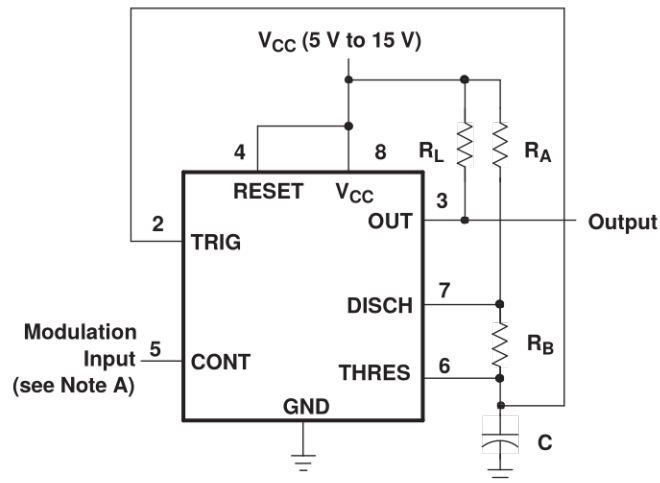 V_CC (5 V to 15 V)
4
8
R_L
R_A
RESET
V_CC
3
2
OUT
Output
TRIG
7
DISCH
Modulation
Input
(see Note A)
5
CONT
R_B
6
THRES
GND
C